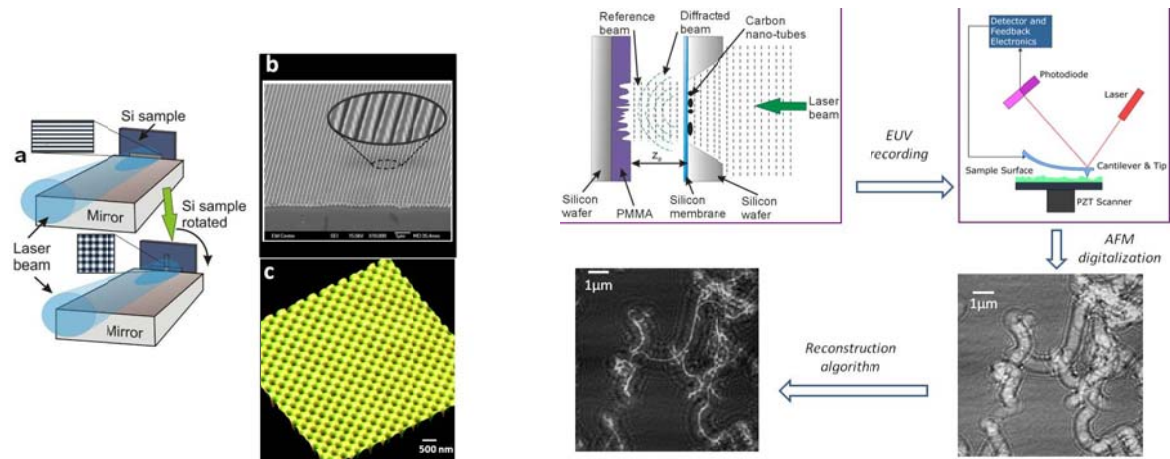 a
Si sample
Mirror
Si sample
rotated
Laser
beam
Mirror
b
c
500 nm
Reference
beam
Diffracted
beam
Carbon
nano-tubes
Laser
beam
Silicon
wafer
PMMA
Silicon
membrane
Silicon
wafer
EUV
recording
Detector and
Feedback
Electronics
Photodiode
Laser
Sample Surface
Cantilever & Tip
PZT Scanner
AFM
digitalization
1µm
Reconstruction
algorithm
1µm